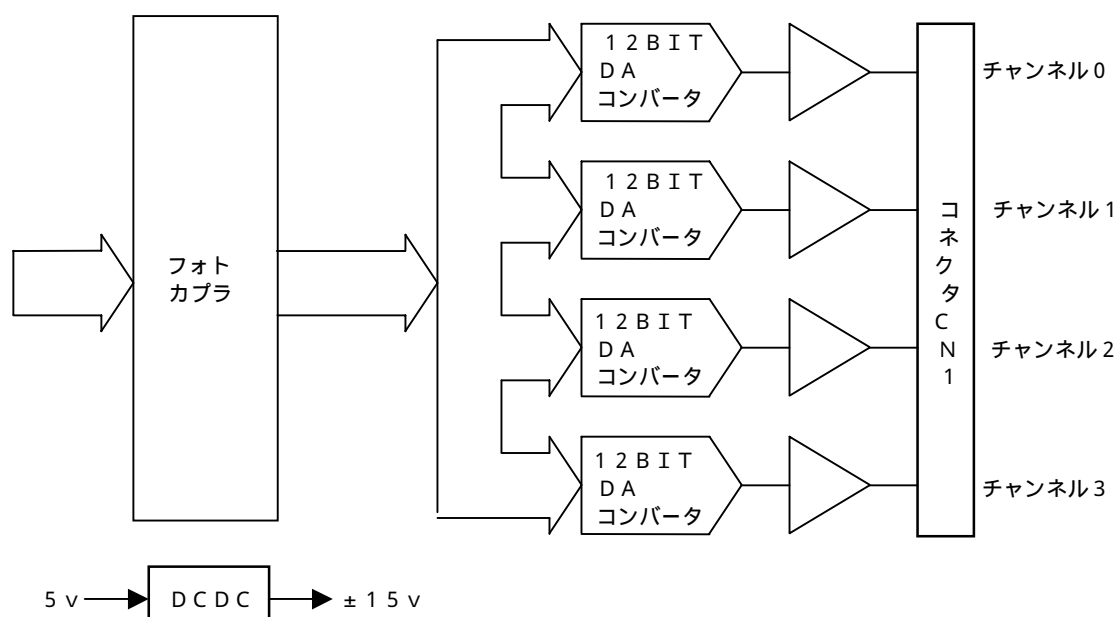 １２ＢＩＴ
ＤＡ
コンバータ
チャンネル０
１２ＢＩＴ
ＤＡ
コンバータ
チャンネル１
フォト
カプラ
コネクタＣＮ１
１２ＢＩＴ
ＤＡ
コンバータ
チャンネル２
１２ＢＩＴ
ＤＡ
コンバータ
チャンネル３
５ｖ
ＤＣＤＣ
±１５ｖ